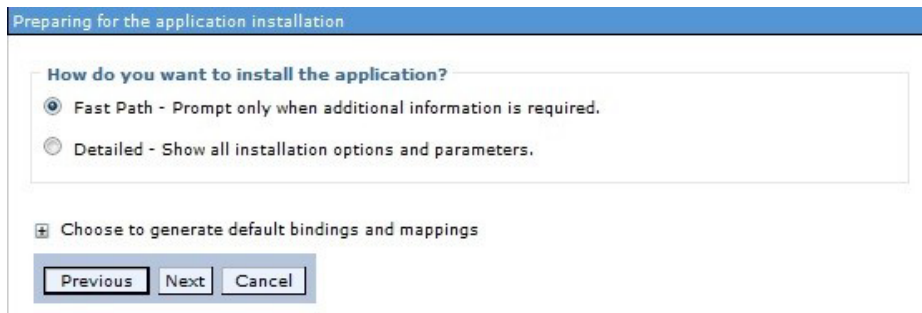 Preparing for the application installation
How do you want to install the application?
Fast Path - Prompt only when additional information is required.
Detailed - Show all installation options and parameters.
Choose to generate default bindings and mappings
Previous Next Cancel